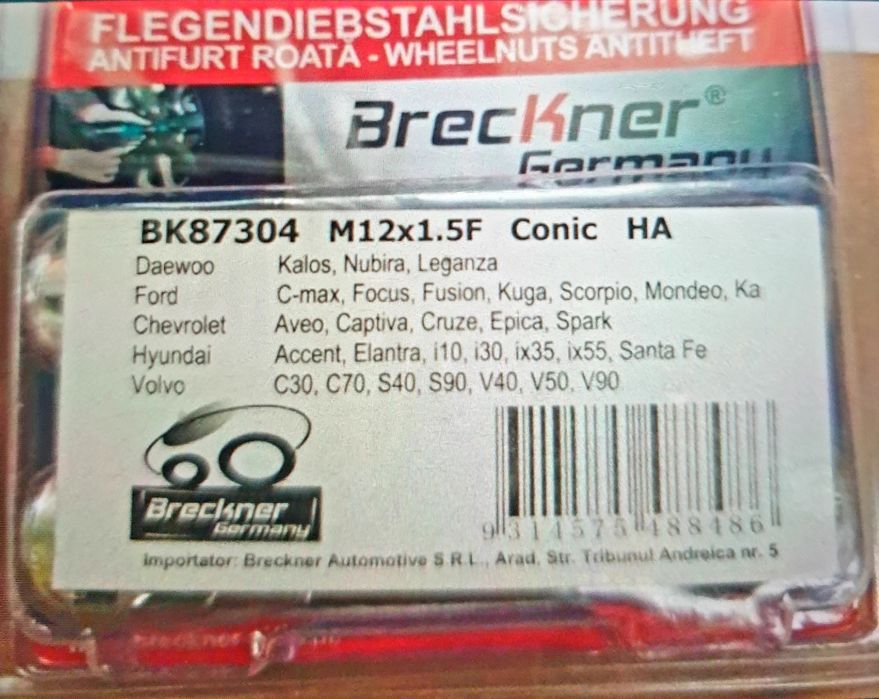 FLEGENDIEBSTAHLSICHERUNG
ANTIFURT ROATĂ - WHEELNUTS ANTITHEFT
Breckner®
Germany
BK87304 M12x1.5F Conic HA
Daewoo Kalos, Nubira, Leganza
Ford C-max, Focus, Fusion, Kuga, Scorpio, Mondeo, Ka
Chevrolet Aveo, Captiva, Cruze, Epica, Spark
Hyundai Accent, Elantra, i10, i30, ix35, ix55, Santa Fe
Volvo C30, C70, S40, S90, V40, V50, V90
Breckner
Germany
9 314575 488486
Importator: Breckner Automotive S.R.L., Arad, Str. Tribunul Andreica nr. 5
breckner